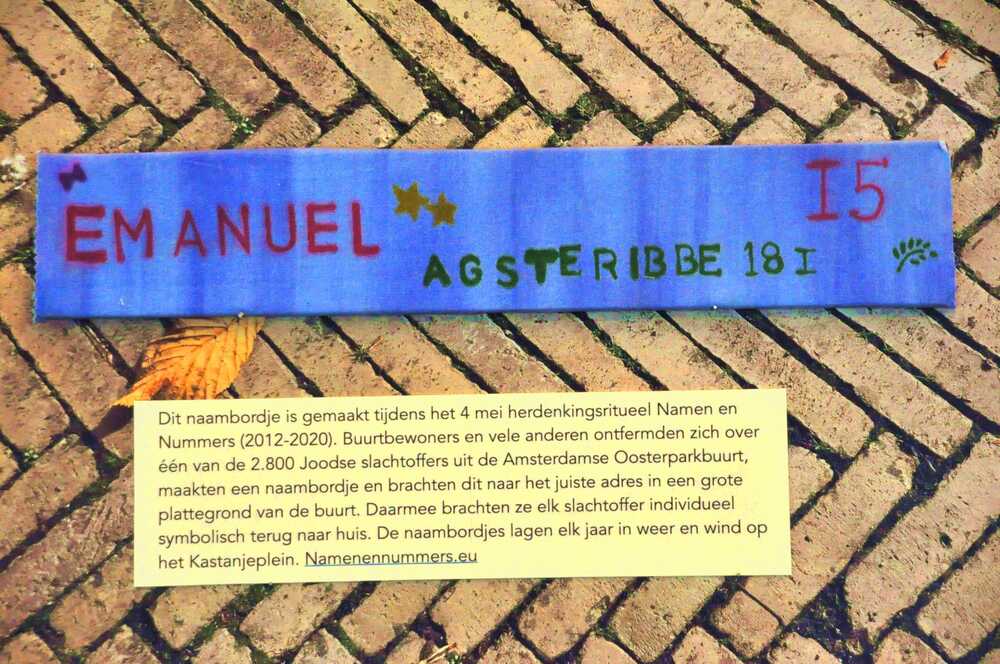 EMANUEL
I5
AGSTERIBBE 18 I
Dit naambordje is gemaakt tijdens het 4 mei herdenkingsritueel Namen en
Nummers (2012-2020). Buurtbewoners en vele anderen ontfermden zich over
één van de 2.800 Joodse slachtoffers uit de Amsterdamse Oosterparkbuurt,
maakten een naambordje en brachten dit naar het juiste adres in een grote
plattegrond van de buurt. Daarmee brachten ze elk slachtoffer individueel
symbolisch terug naar huis. De naambordjes lagen elk jaar in weer en wind op
het Kastanjeplein. Namenennummers.eu